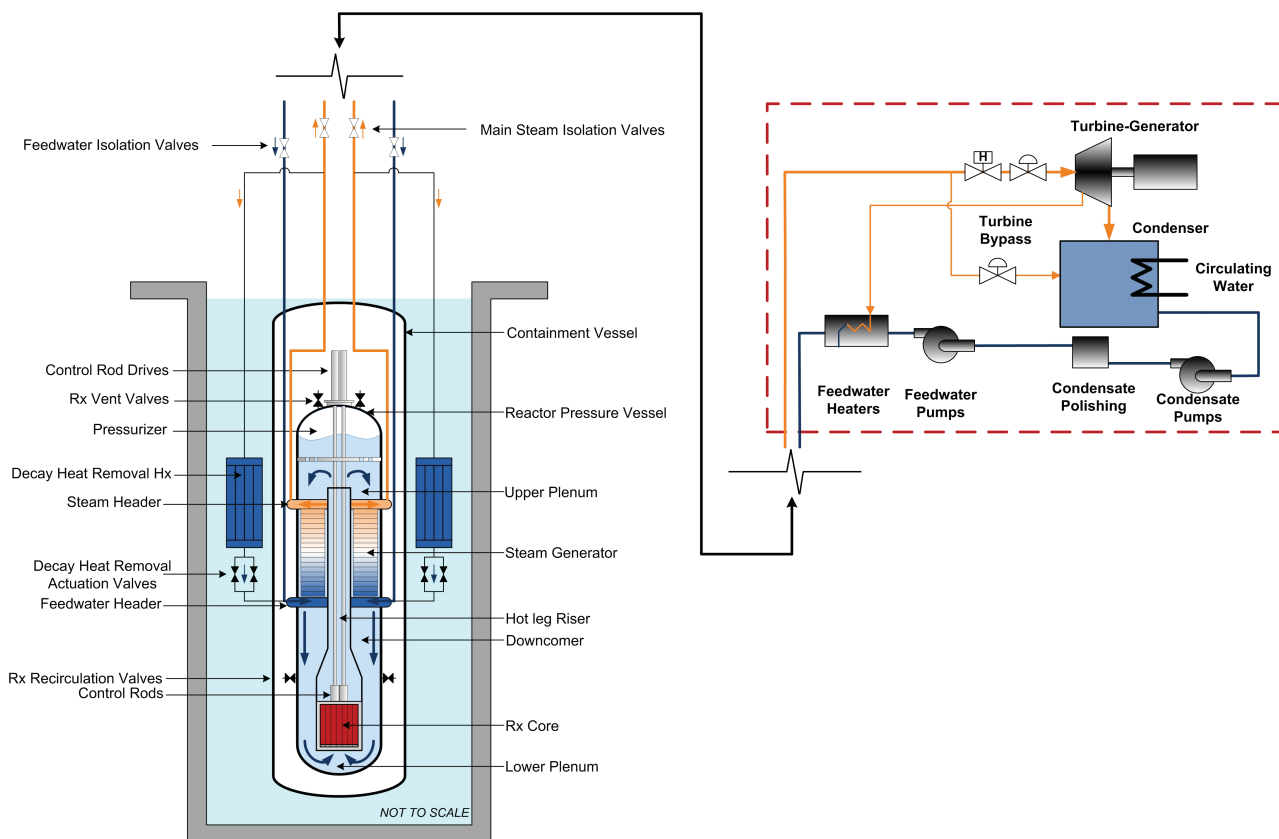 Feedwater Isolation Valves
Main Steam Isolation Valves
Containment Vessel
Control Rod Drives
Rx Vent Valves
Reactor Pressure Vessel
Pressurizer
Decay Heat Removal Hx
Upper Plenum
Steam Header
Steam Generator
Decay Heat Removal
Actuation Valves
Feedwater Header
Hot leg Riser
Downcomer
Rx Recirculation Valves
Control Rods
Rx Core
Lower Plenum
NOT TO SCALE
Turbine-Generator
H
Turbine
Bypass
Condenser
Circulating
Water
Feedwater
Heaters
Feedwater
Pumps
Condensate
Polishing
Condensate
Pumps